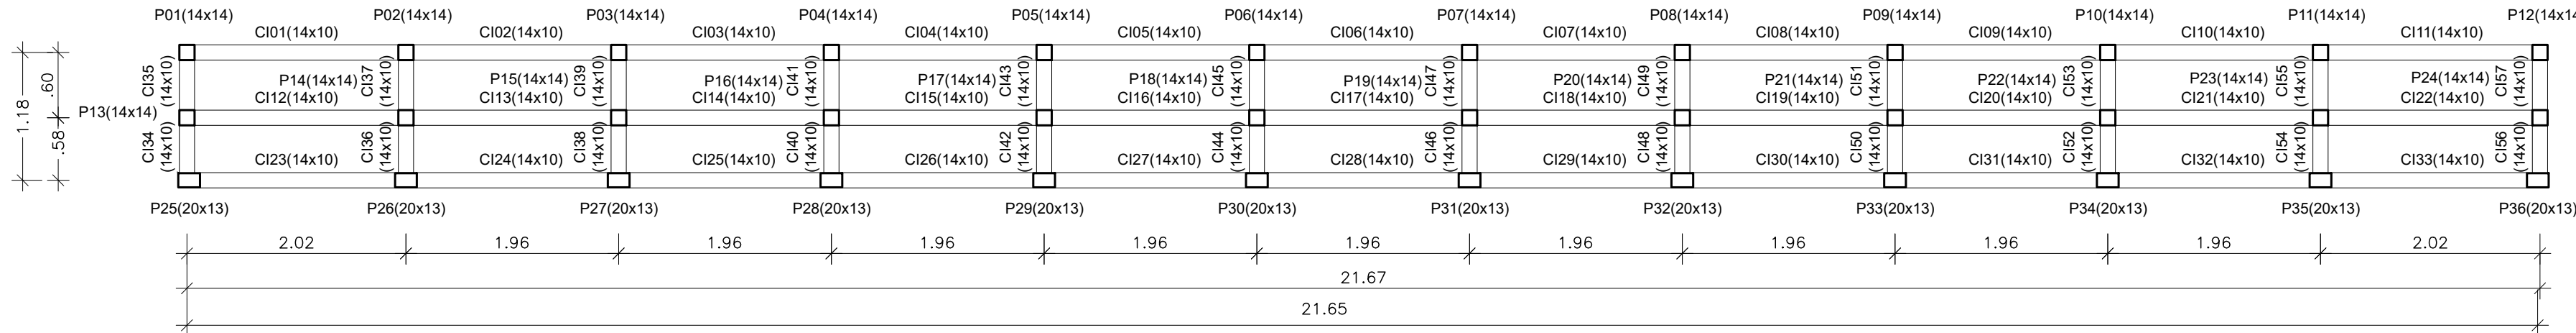 P01(14x14) P02(14x14) P03(14x14) P04(14x14) P05(14x14) P06(14x14) P07(14x14) P08(14x14) P09(14x14) P10(14x14) P11(14x14) P12(14x14
CI01(14x10) CI02(14x10) CI03(14x10) CI04(14x10) CI05(14x10) CI06(14x10) CI07(14x10) CI08(14x10) CI09(14x10) CI10(14x10) CI11(14x10)
CI35 (14x10) CI37 (14x10) CI39 (14x10) CI41 (14x10) CI43 (14x10) CI45 (14x10) CI47 (14x10) CI49 (14x10) CI51 (14x10) CI53 (14x10) CI55 (14x10) CI57 (14x10)
P14(14x14) P15(14x14) P16(14x14) P17(14x14) P18(14x14) P19(14x14) P20(14x14) P21(14x14) P22(14x14) P23(14x14) P24(14x14)
CI12(14x10) CI13(14x10) CI14(14x10) CI15(14x10) CI16(14x10) CI17(14x10) CI18(14x10) CI19(14x10) CI20(14x10) CI21(14x10) CI22(14x10)
1.18 .60 .58
P13(14x14)
CI34 (14x10) CI36 (14x10) CI38 (14x10) CI40 (14x10) CI42 (14x10) CI44 (14x10) CI46 (14x10) CI48 (14x10) CI50 (14x10) CI52 (14x10) CI54 (14x10) CI56 (14x10)
CI23(14x10) CI24(14x10) CI25(14x10) CI26(14x10) CI27(14x10) CI28(14x10) CI29(14x10) CI30(14x10) CI31(14x10) CI32(14x10) CI33(14x10)
P25(20x13) P26(20x13) P27(20x13) P28(20x13) P29(20x13) P30(20x13) P31(20x13) P32(20x13) P33(20x13) P34(20x13) P35(20x13) P36(20x13)
2.02 1.96 1.96 1.96 1.96 1.96 1.96 1.96 1.96 1.96 2.02
21.67
21.65